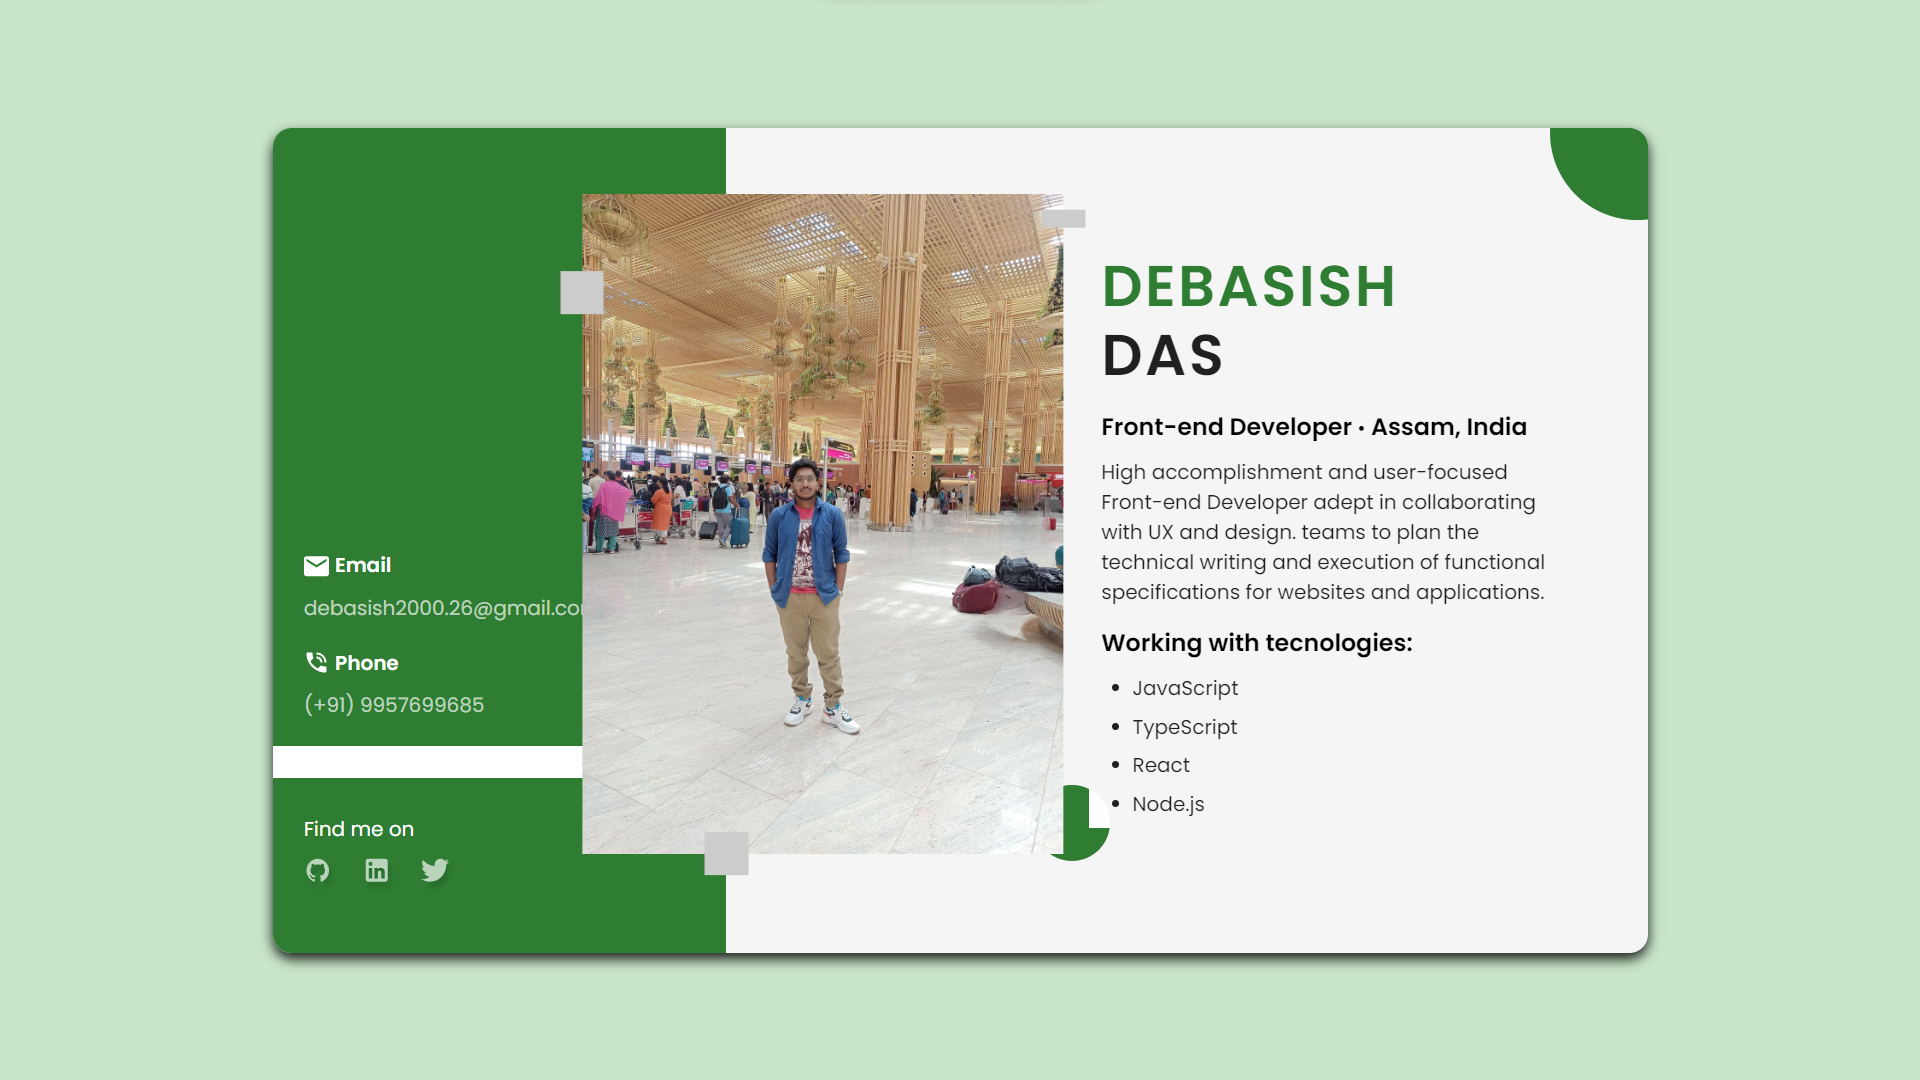 Email
debasish2000.26@gmail.co
Phone
(+91) 9957699685
Find me on
DEBASISH
DAS
Front-end Developer • Assam, India
High accomplishment and user-focused
Front-end Developer adept in collaborating
with UX and design. teams to plan the
technical writing and execution of functional
specifications for websites and applications.
Working with tecnologies:
• JavaScript
• TypeScript
• React
• Node.js